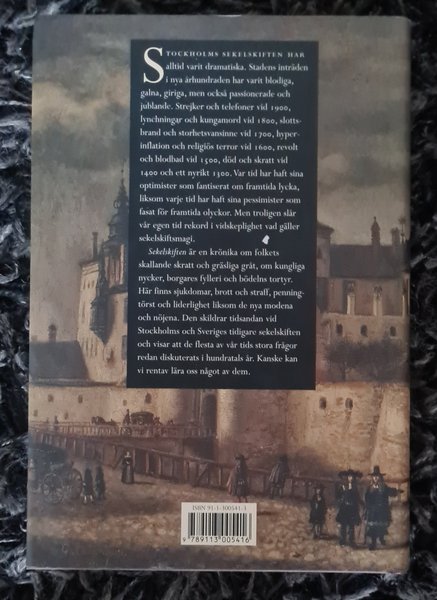 STOCKHOLMS SEKELSKIFTEN HAR
alltid varit dramatiska. Stadens inträden
i nya århundraden har varit blodiga,
galna, giriga, men också passionerade och
jublande. Strejker och telefoner vid 1900,
lynchningar och kungamord vid 1800, slotts-
brand och storhetsvansinne vid 1700, hyper-
inflation och religiös terror vid 1600, revolt
och blodbad vid 1500, död och skratt vid
1400 och ett nyrikt 1300. Var tid har haft sina
optimister som fantiserat om framtida lycka,
liksom varje tid har haft sina pessimister som
fasat för framtida olyckor. Men troligen slår
vår egen tid rekord i vidskeplighet vad gäller
sekelskiftsmagi.
Sekelskiften är en krönika om folkets
skallande skratt och gräsliga gråt, om kungliga
nycker, borgares fylleri och bödelns tortyr.
Här finns sjukdomar, brott och straff, penning-
törst och liderlighet liksom de nya modena
och nöjena. Den skildrar tidsandan vid
Stockholms och Sveriges tidigare sekelskiften
och visar att de flesta av vår tids stora frågor
redan diskuterats i hundratals år. Kanske kan
vi rentav lära oss något av dem.
ISBN 91-1-300541-3
9 789113 005416